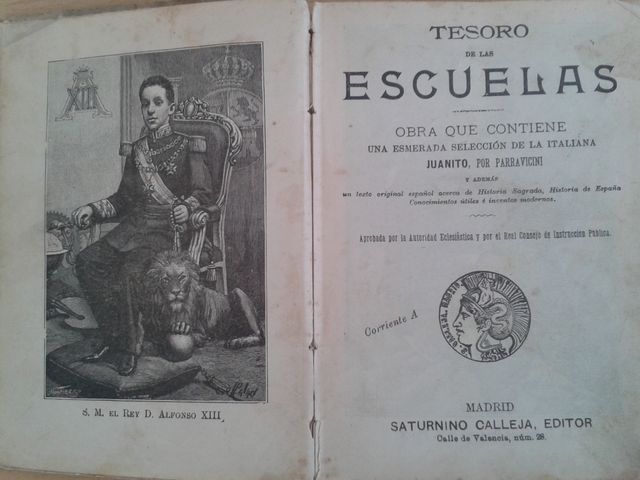 A
XIII
S. M. EL REY D. ALFONSO XIII
TESORO
DE LAS
ESCUELAS
OBRA QUE CONTIENE
UNA ESMERADA SELECCIÓN DE LA ITALIANA
JUANITO, POR PARRAVICINI
Y ADEMÁS
un texto original español acerca de Historia Sagrada, Historia de España
Conocimientos útiles é inventos modernos.
Aprobada por la Autoridad Eclesiástica y por el Real Consejo de Instrucción Pública.
Corriente A
MADRID
SATURNINO CALLEJA, EDITOR
Calle de Valencia, núm. 28.